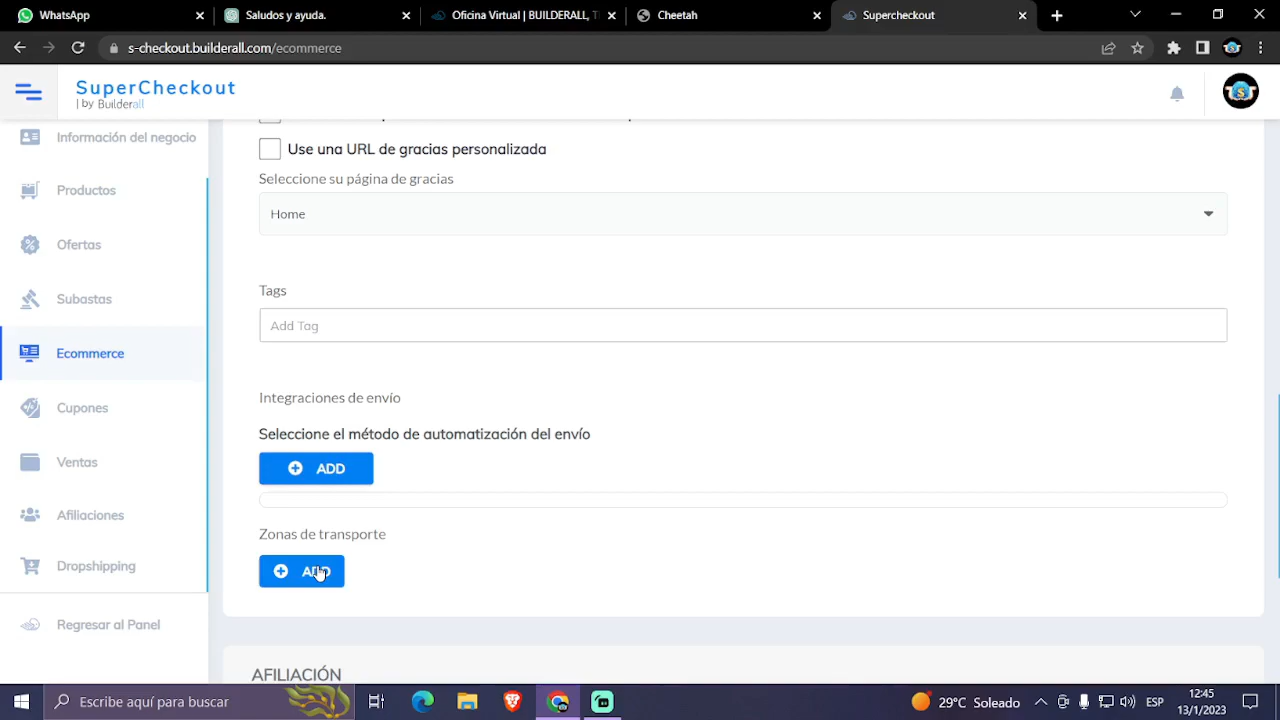 WhatsApp
Saludos y ayuda.
Oficina Virtual | BUILDERALL, T
Cheetah
Supercheckout
s-checkout.builderall.com/ecommerce
SuperCheckout
| by Builderall
Información del negocio
Productos
Ofertas
Subastas
Ecommerce
Cupones
Ventas
Afiliaciones
Dropshipping
Regresar al Panel
Use una URL de gracias personalizada
Seleccione su página de gracias
Home
Tags
Add Tag
Integraciones de envío
Seleccione el método de automatización del envío
ADD
Zonas de transporte
ADD
AFILIACIÓN
Escribe aquí para buscar
29°C Soleado
ESP
12:45
13/1/2023